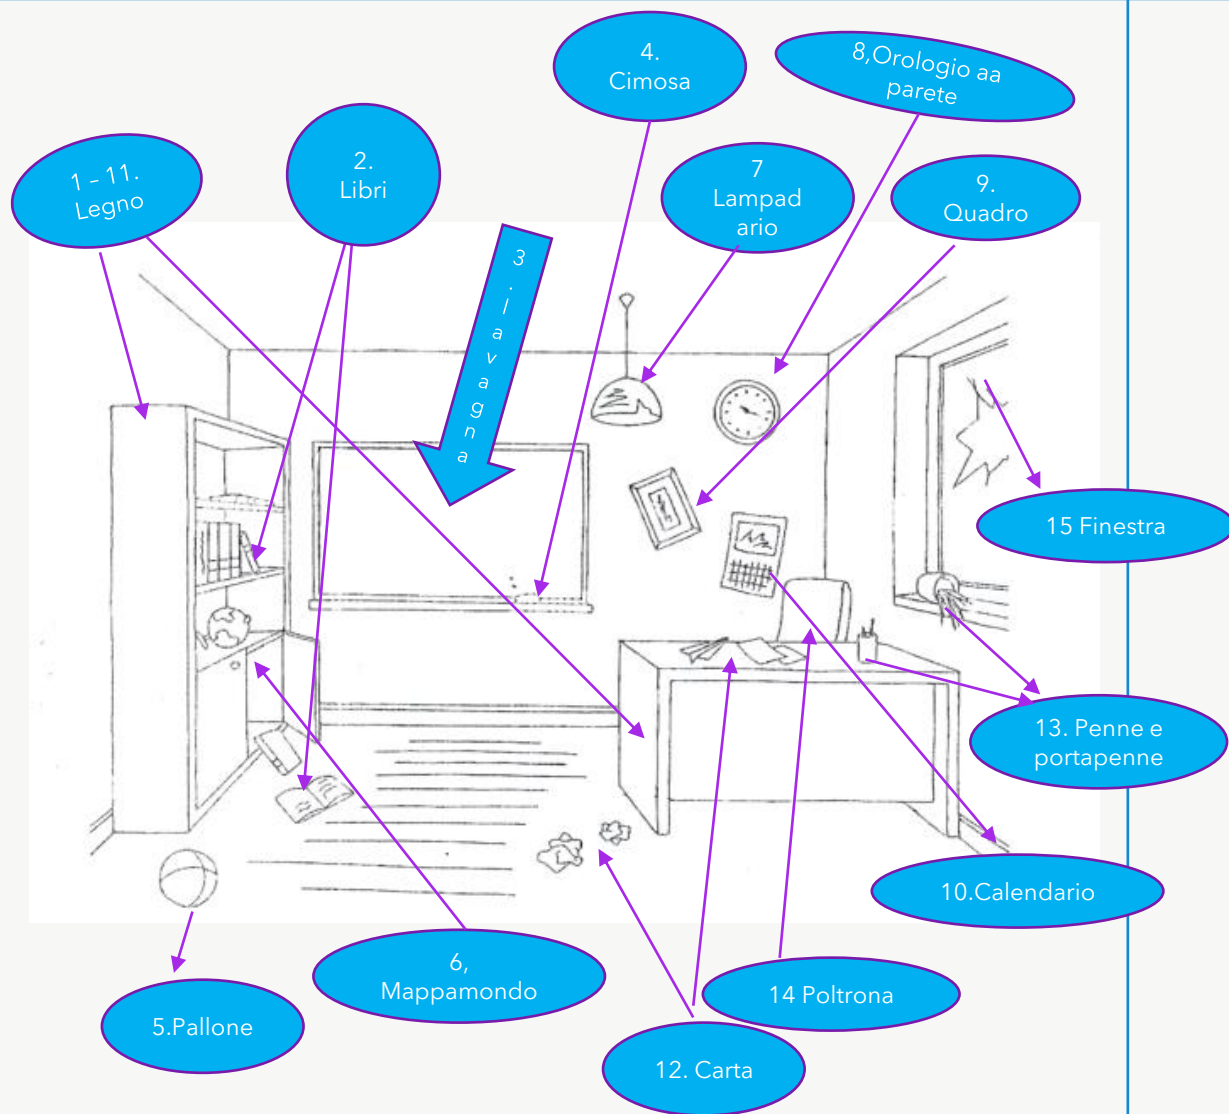 4.
Cimosa
8,Orologio aa
parete
1 – 11.
Legno
2.
Libri
7
Lampad
ario
9.
Quadro
3
.
l
a
v
a
g
n
a
15 Finestra
13. Penne e
portapenne
10.Calendario
6,
Mappamondo
14 Poltrona
5.Pallone
12. Carta